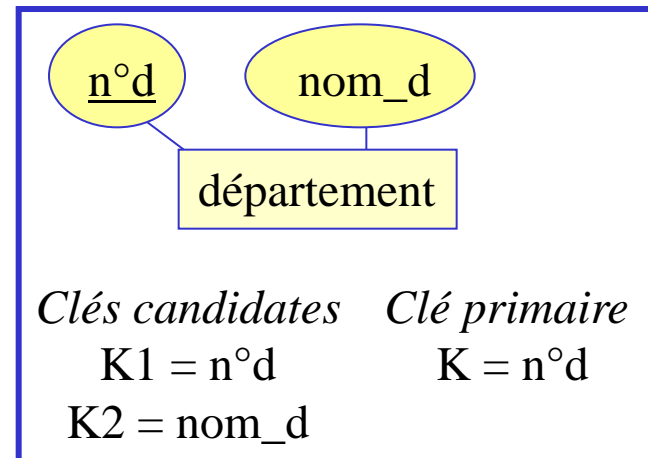 n°d nom_d
département
Clés candidates Clé primaire
K1 = n°d K = n°d
K2 = nom_d